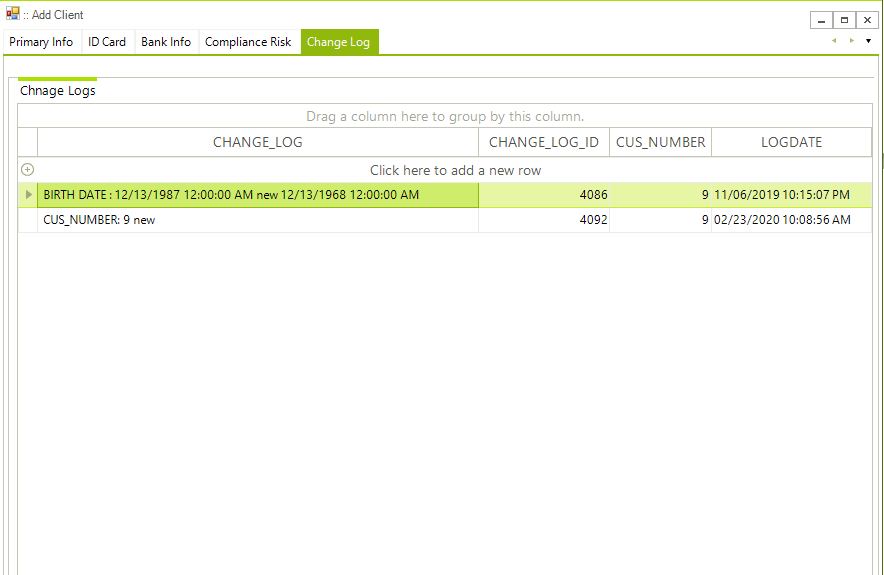 :: Add Client
Primary Info ID Card Bank Info Compliance Risk Change Log
Chnage Logs
Drag a column here to group by this column.
CHANGE_LOG CHANGE_LOG_ID CUS_NUMBER LOGDATE
Click here to add a new row
BIRTH DATE : 12/13/1987 12:00:00 AM new 12/13/1968 12:00:00 AM 4086 9 11/06/2019 10:15:07 PM
CUS_NUMBER: 9 new 4092 9 02/23/2020 10:08:56 AM